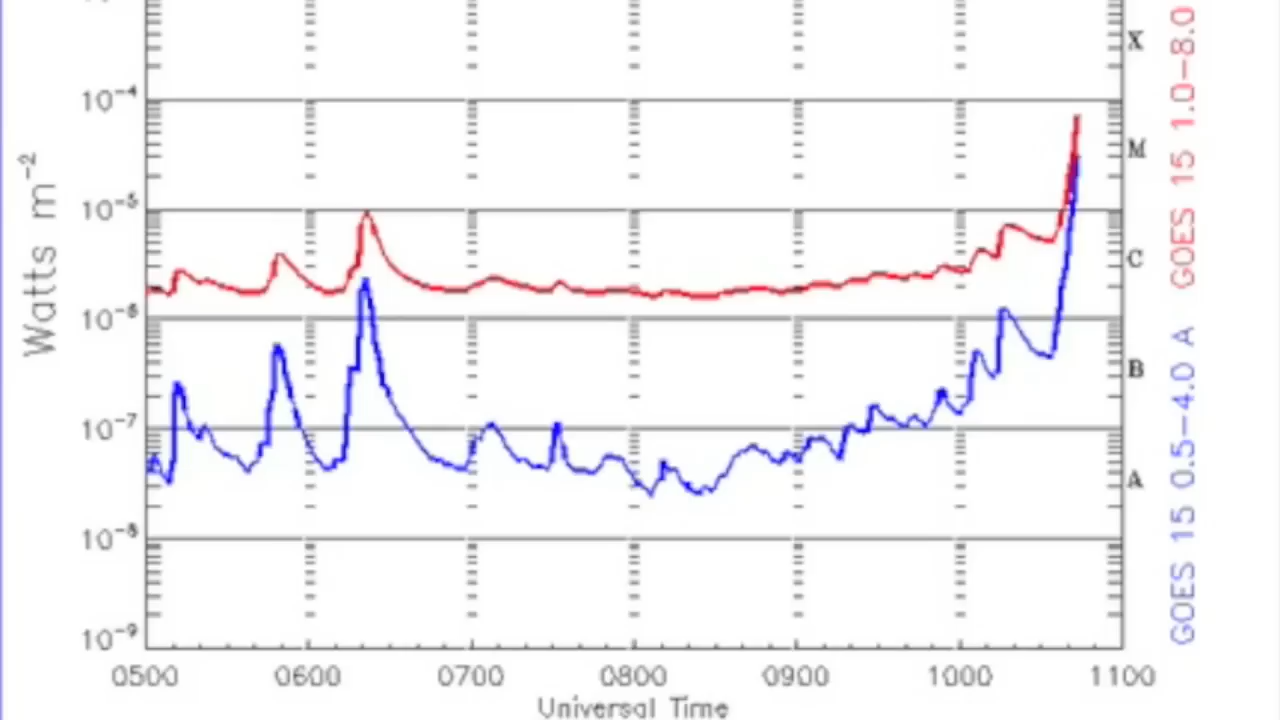 10⁻⁴
10⁻⁵
10⁻⁶
10⁻⁷
10⁻⁸
10⁻⁹
Watts m⁻²
0500 0600 0700 0800 0900 1000 1100
Universal Time
X
M
C
B
A
GOES 15 1.0-8.0
GOES 15 0.5-4.0 A